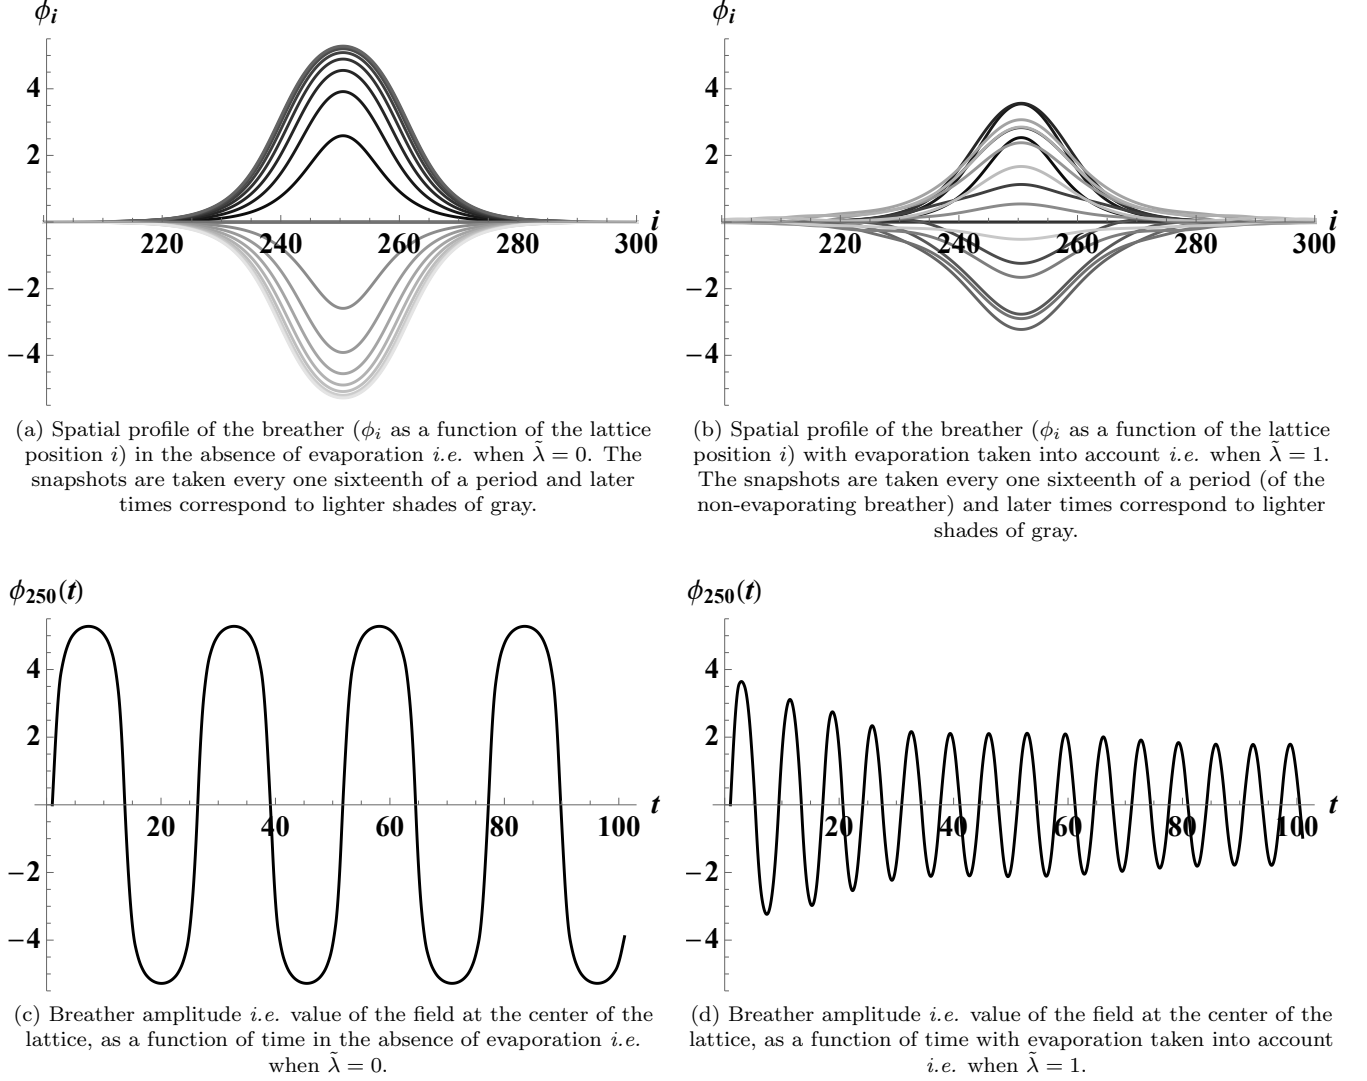 ϕi ϕi
4 4
2 2
i i
220 240 260 280 300 220 240 260 280 300
−2 −2
−4 −4
(a) Spatial profile of the breather (ϕi as a function of the lattice
position i) in the absence of evaporation i.e. when λ̃ = 0. The
snapshots are taken every one sixteenth of a period and later
times correspond to lighter shades of gray.
(b) Spatial profile of the breather (ϕi as a function of the lattice
position i) with evaporation taken into account i.e. when λ̃ = 1.
The snapshots are taken every one sixteenth of a period (of the
non-evaporating breather) and later times correspond to lighter
shades of gray.
ϕ250(t) ϕ250(t)
4 4
2 2
t t
20 40 60 80 100 20 40 60 80 100
−2 −2
−4 −4
(c) Breather amplitude i.e. value of the field at the center of the
lattice, as a function of time in the absence of evaporation i.e.
when λ̃ = 0.
(d) Breather amplitude i.e. value of the field at the center of the
lattice, as a function of time with evaporation taken into account
i.e. when λ̃ = 1.